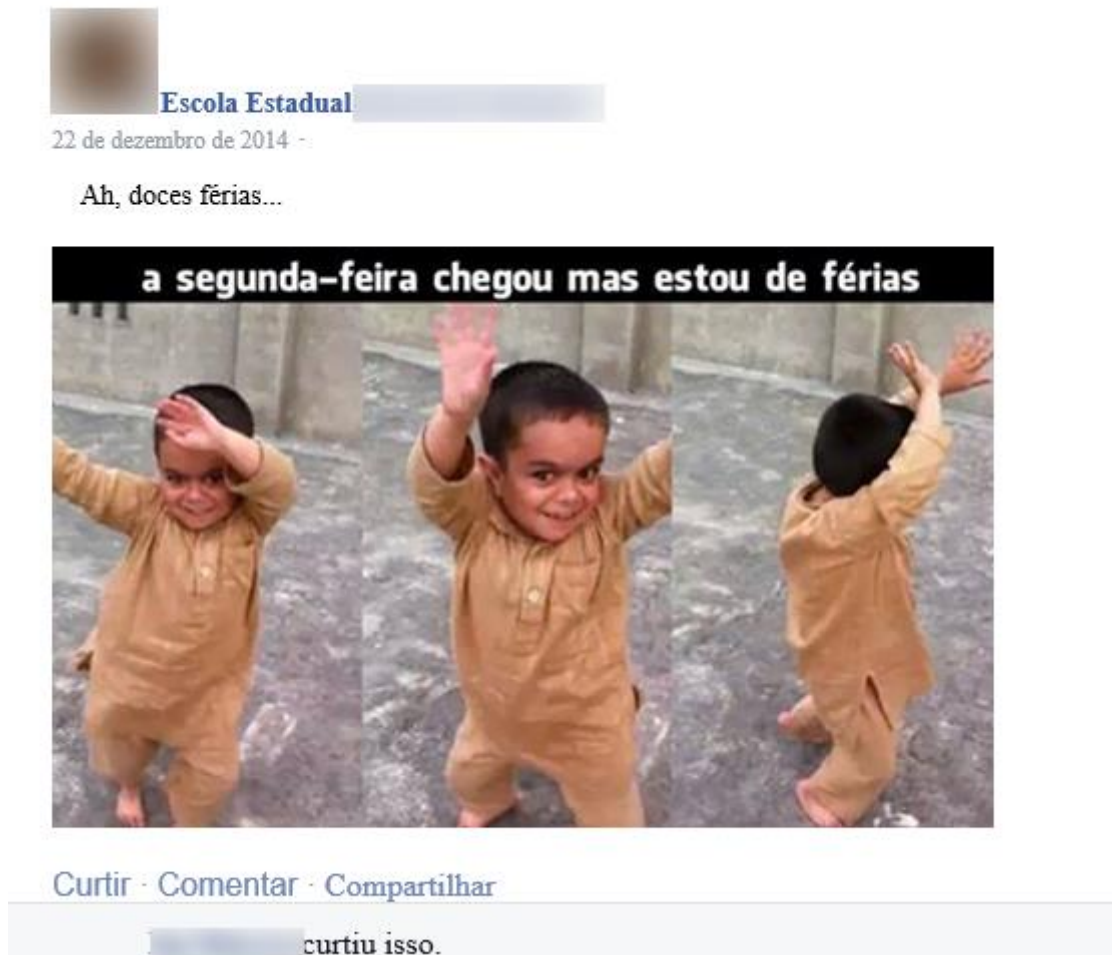 Escola Estadual
22 de dezembro de 2014 -
Ah, doces férias...
a segunda-feira chegou mas estou de férias
Curtir · Comentar · Compartilhar
curtiu isso.